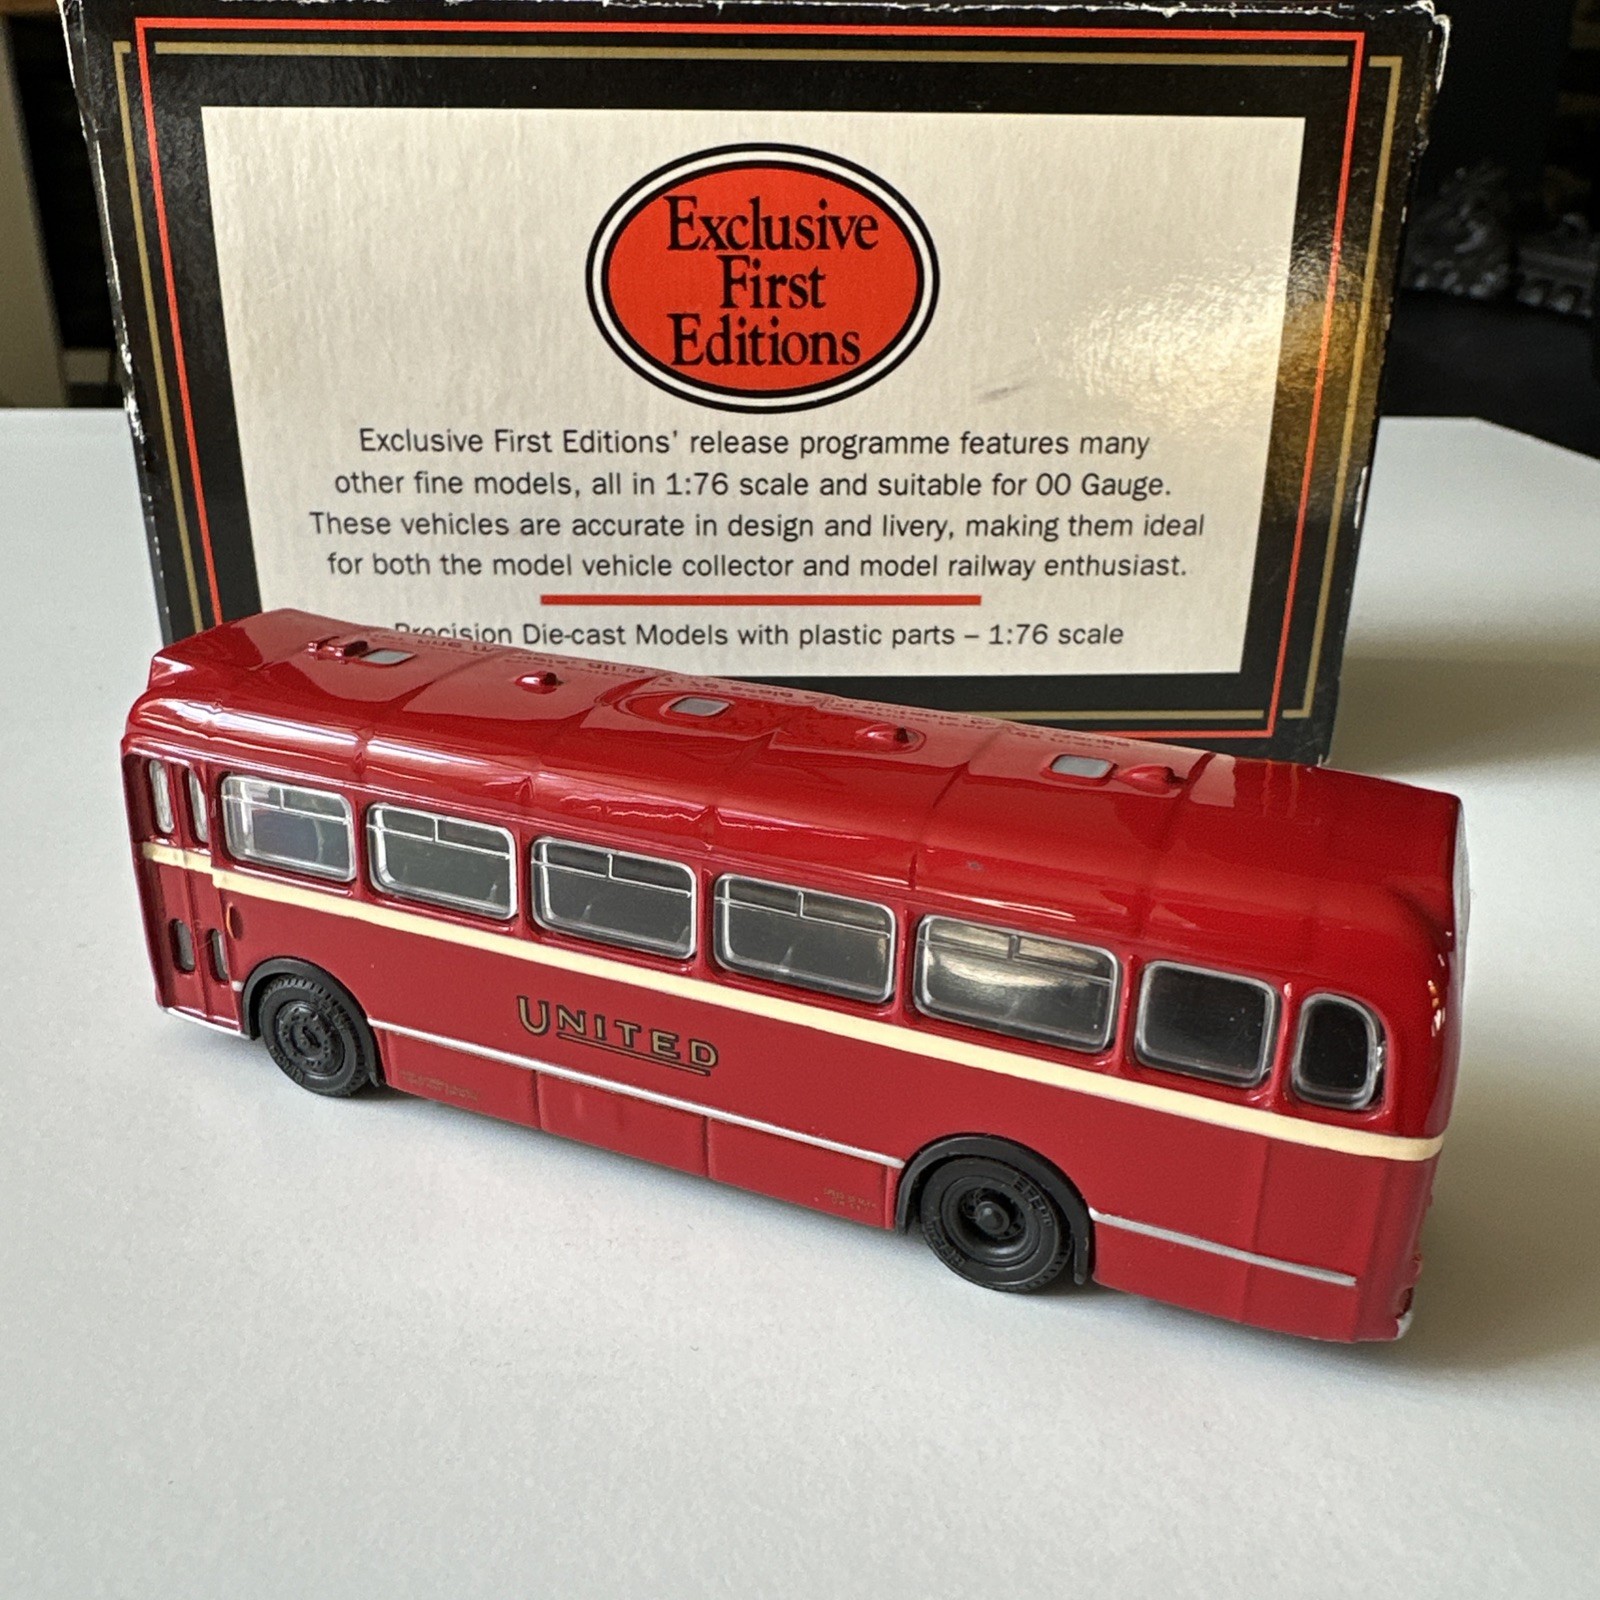 Exclusive
First
Editions
Exclusive First Editions' release programme features many
other fine models, all in 1:76 scale and suitable for 00 Gauge.
These vehicles are accurate in design and livery, making them ideal
for both the model vehicle collector and model railway enthusiast.
Precision Die-cast Models with plastic parts – 1:76 scale
UNITED